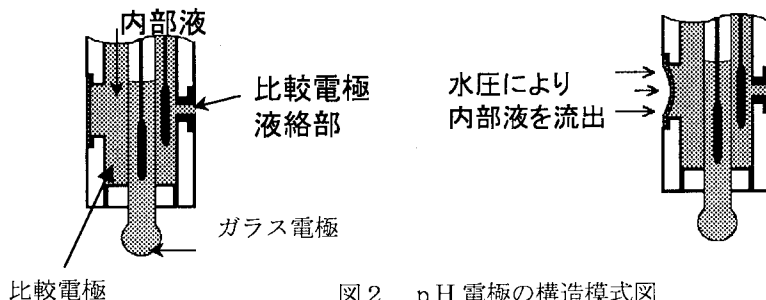 内部液
比較電極
液絡部
ガラス電極
比較電極
水圧により
内部液を流出
図2 pH電極の構造模式図